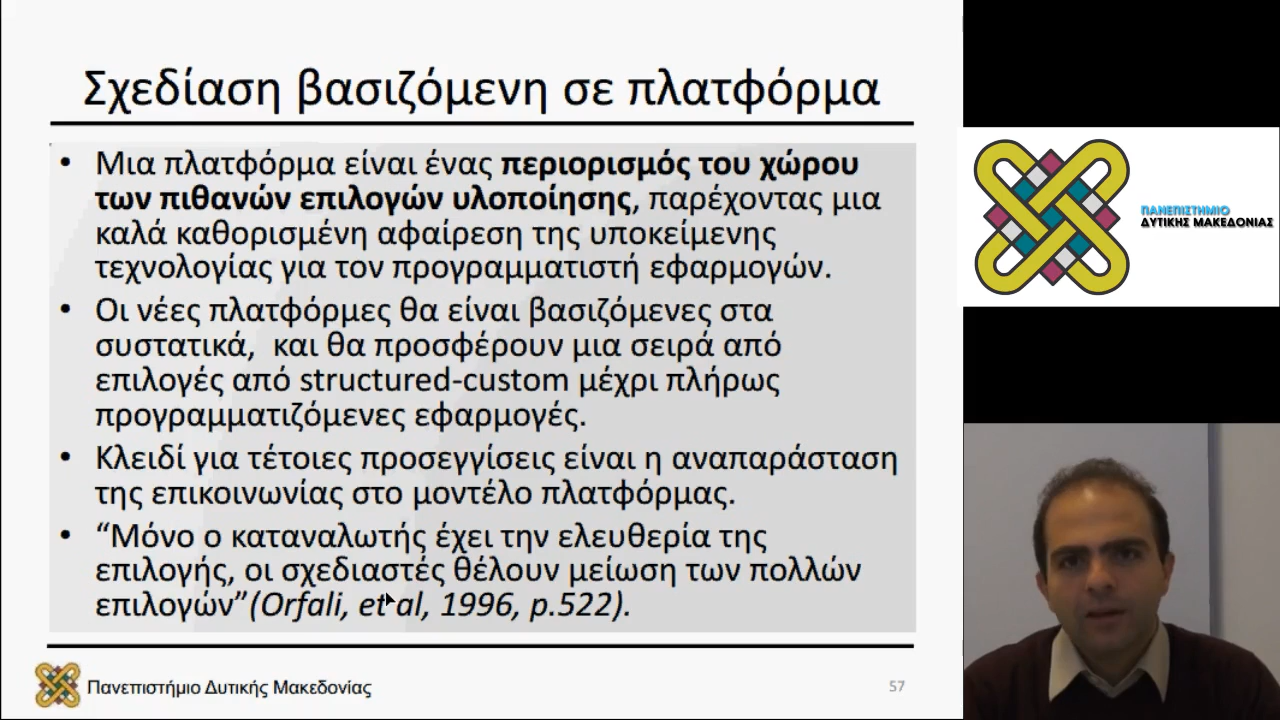 Σχεδίαση βασιζόμενη σε πλατφόρμα
• Μια πλατφόρμα είναι ένας περιορισμός του χώρου
των πιθανών επιλογών υλοποίησης, παρέχοντας μια
καλά καθορισμένη αφαίρεση της υποκείμενης
τεχνολογίας για τον προγραμματιστή εφαρμογών.
• Οι νέες πλατφόρμες θα είναι βασιζόμενες στα
συστατικά, και θα προσφέρουν μια σειρά από
επιλογές από structured-custom μέχρι πλήρως
προγραμματιζόμενες εφαρμογές.
• Κλειδί για τέτοιες προσεγγίσεις είναι η αναπαράσταση
της επικοινωνίας στο μοντέλο πλατφόρμας.
• “Μόνο ο καταναλωτής έχει την ελευθερία της
επιλογής, οι σχεδιαστές θέλουν μείωση των πολλών
επιλογών”(Orfali, et al, 1996, p.522).
Πανεπιστήμιο Δυτικής Μακεδονίας
57
ΠΑΝΕΠΙΣΤΗΜΙΟ
ΔΥΤΙΚΗΣ ΜΑΚΕΔΟΝΙΑΣ